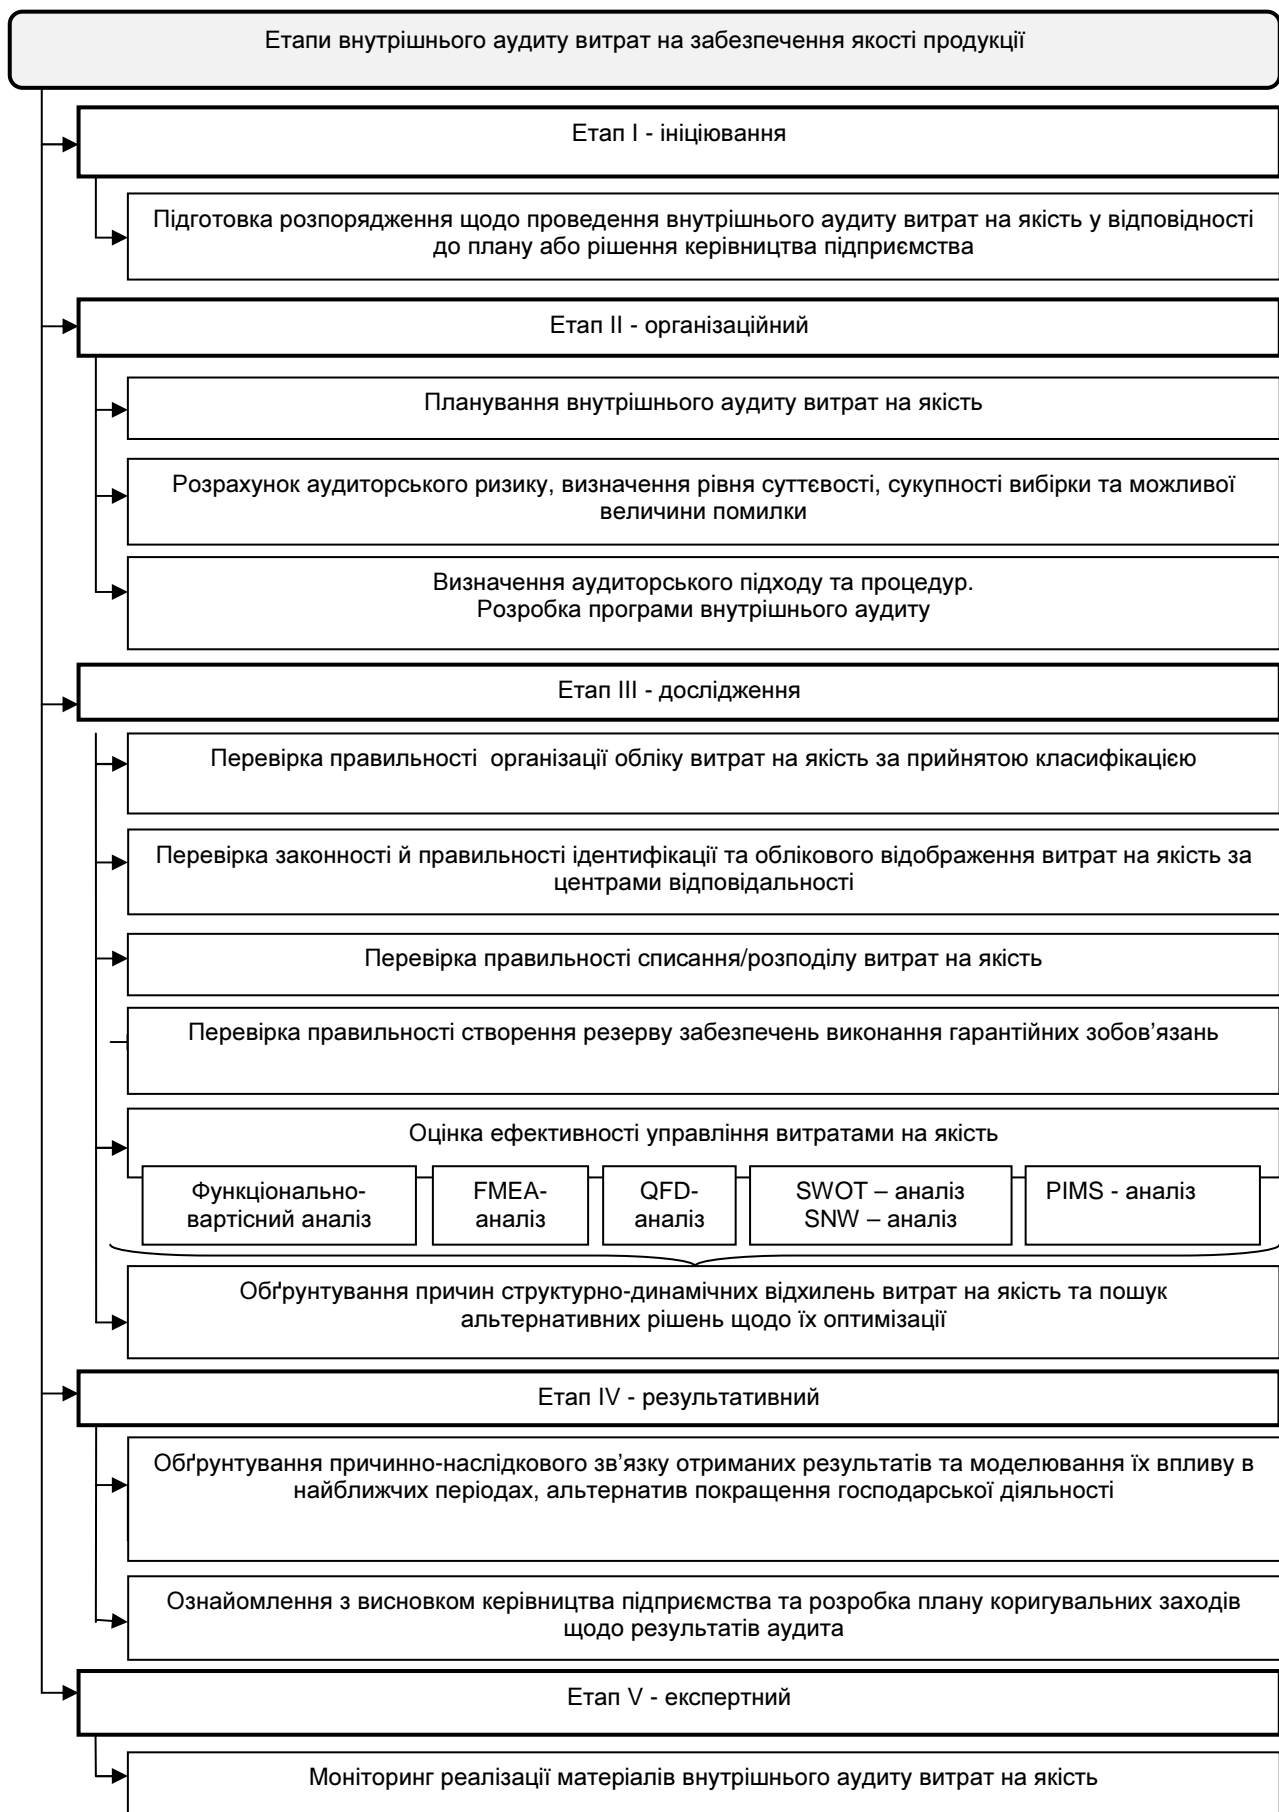 Етапи внутрішнього аудиту витрат на забезпечення якості продукції
Етап І - ініціювання
Підготовка розпорядження щодо проведення внутрішнього аудиту витрат на якість у відповідності
до плану або рішення керівництва підприємства
Етап ІІ - організаційний
Планування внутрішнього аудиту витрат на якість
Розрахунок аудиторського ризику, визначення рівня суттєвості, сукупності вибірки та можливої
величини помилки
Визначення аудиторського підходу та процедур.
Розробка програми внутрішнього аудиту
Етап ІІІ - дослідження
Перевірка правильності  організації обліку витрат на якість за прийнятою класифікацією
Перевірка законності й правильності ідентифікації та облікового відображення витрат на якість за
центрами відповідальності
Перевірка правильності списання/розподілу витрат на якість
Перевірка правильності створення резерву забезпечень виконання гарантійних зобов’язань
Оцінка ефективності управління витратами на якість
Функціонально-
вартісний аналіз
FMEA-
аналіз
QFD-
аналіз
SWOT – аналіз
SNW – аналіз
PIMS - аналіз
Обґрунтування причин структурно-динамічних відхилень витрат на якість та пошук
альтернативних рішень щодо їх оптимізації
Етап IV - результативний
Обґрунтування причинно-наслідкового зв’язку отриманих результатів та моделювання їх впливу в
найближчих періодах, альтернатив покращення господарської діяльності
Ознайомлення з висновком керівництва підприємства та розробка плану коригувальних заходів
щодо результатів аудита
Етап V - експертний
Моніторинг реалізації матеріалів внутрішнього аудиту витрат на якість